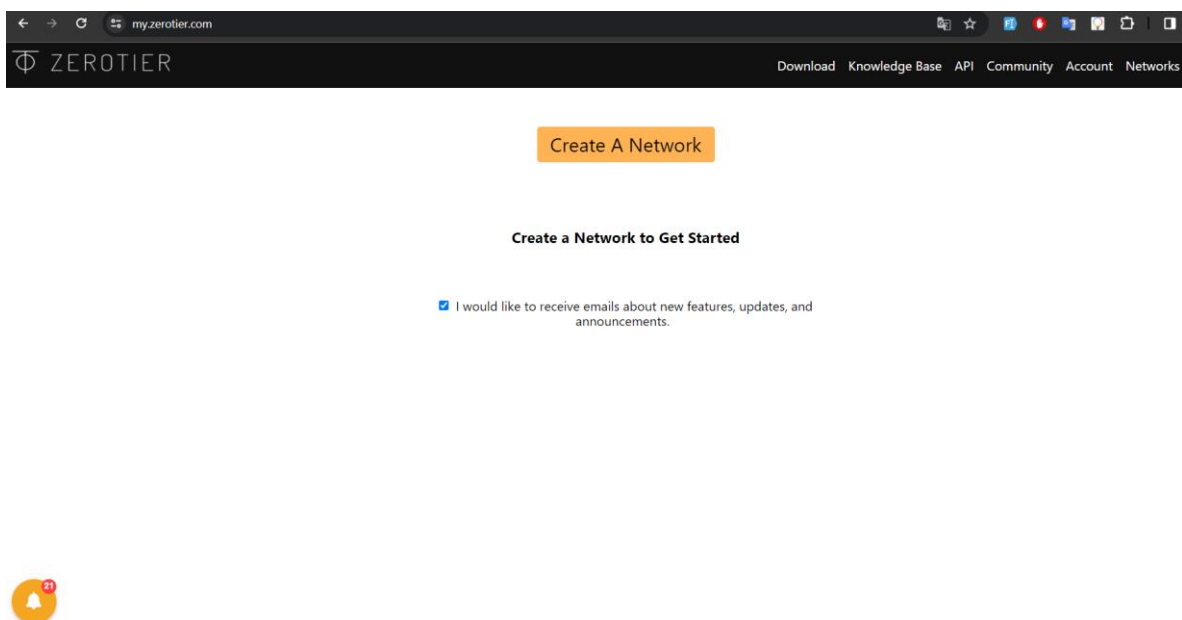 my.zerotier.com
ZEROTIER
Download Knowledge Base API Community Account Networks
Create A Network
Create a Network to Get Started
I would like to receive emails about new features, updates, and
announcements.
21